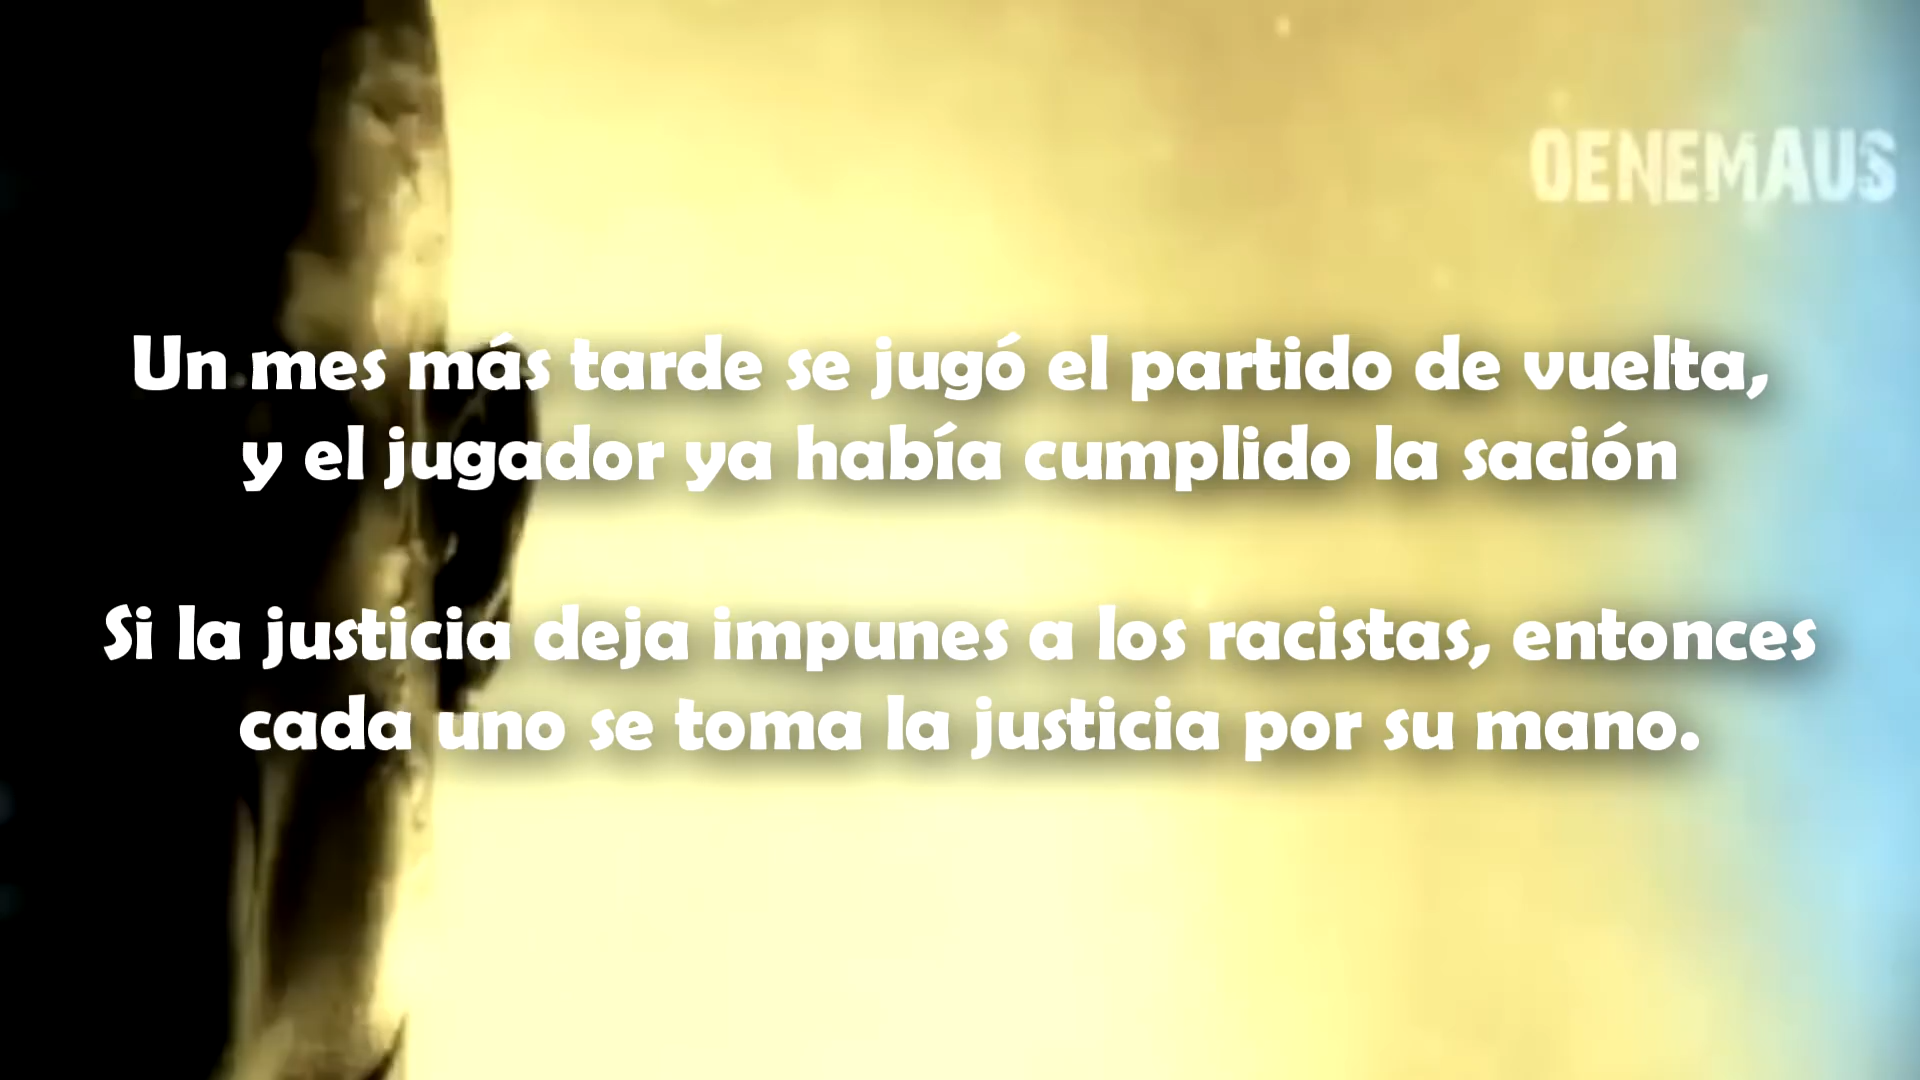 OENEMAUS
Un mes más tarde se jugó el partido de vuelta,
y el jugador ya había cumplido la sación
Si la justicia deja impunes a los racistas, entonces
cada uno se toma la justicia por su mano.